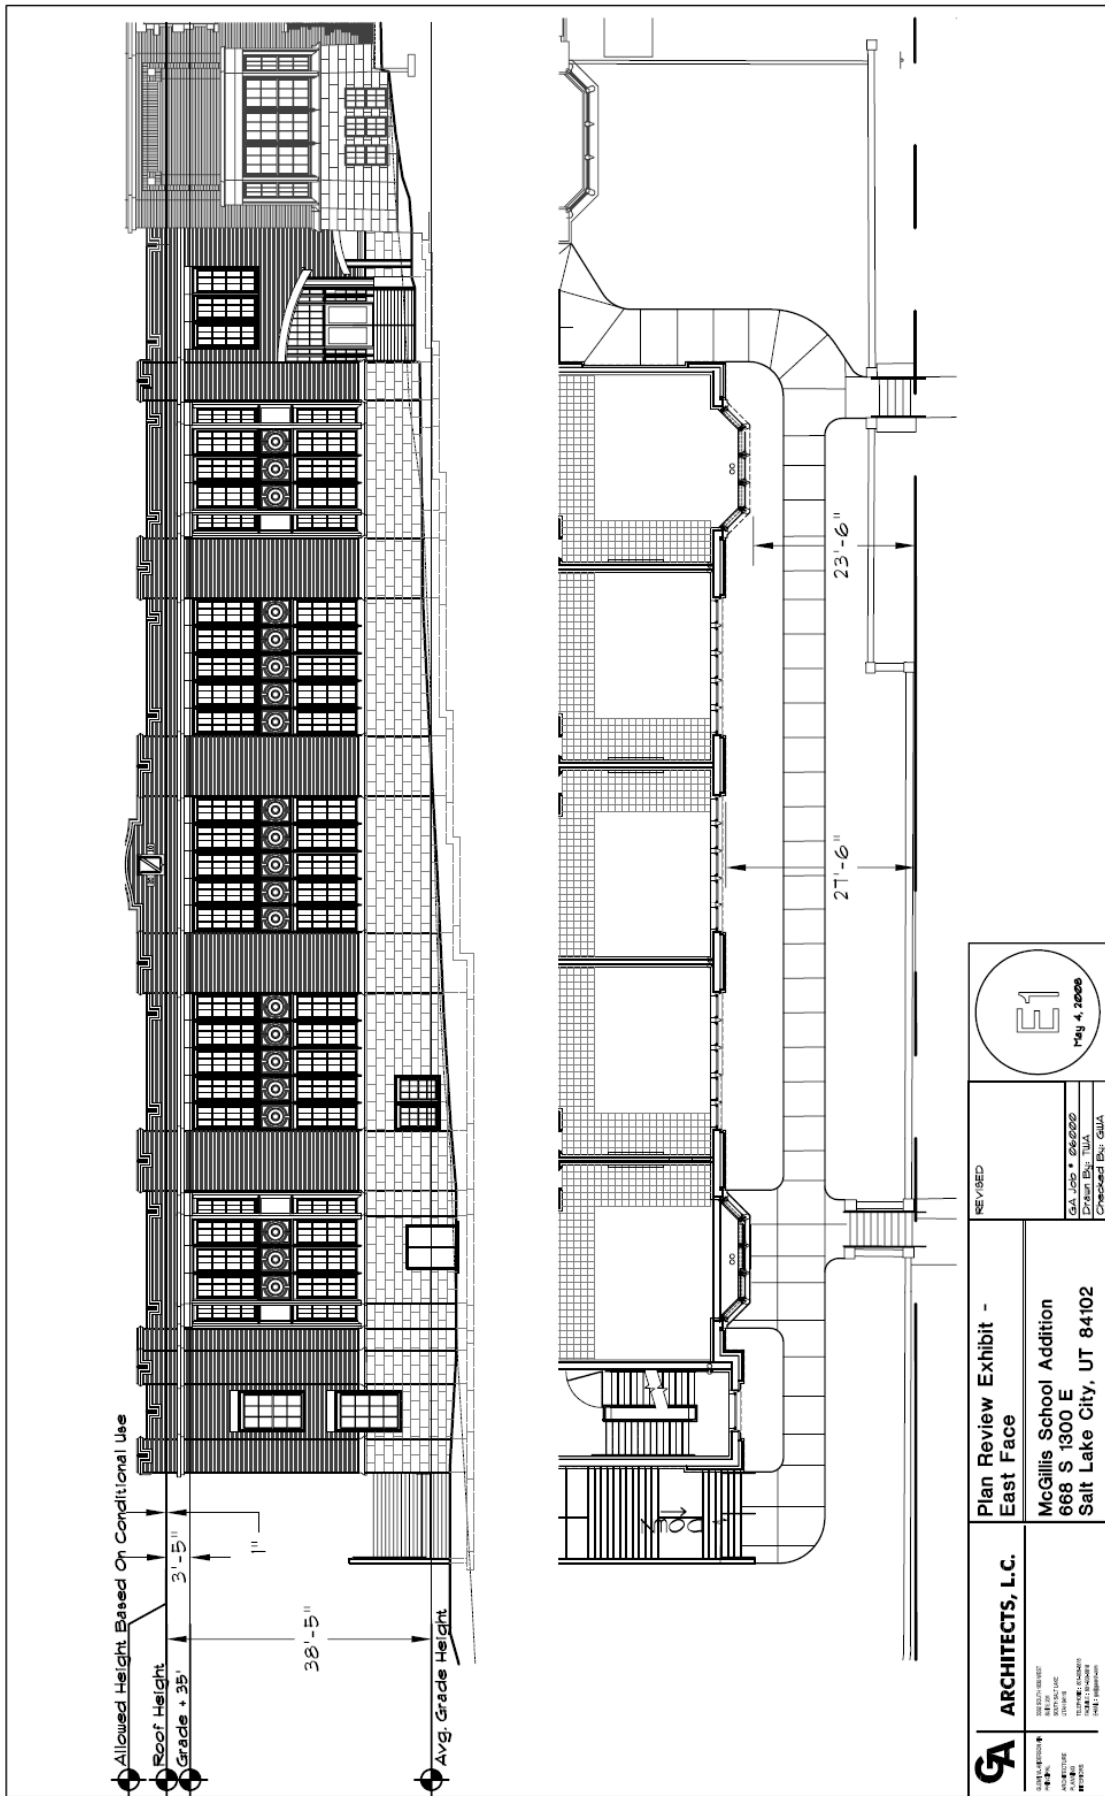 Allowed Height Based On Conditional Use
Roof Height
Grade + 35'
Avg. Grade Height
3'-5"
1"
38'-5"
DOWN
23'-6"
27'-6"
GA
ARCHITECTS, L.C.
Plan Review Exhibit -
East Face
McGillis School Addition
668 S 1300 E
Salt Lake City, UT 84102
REVISED
GA Job # 06000
Drawn By: TWA
Checked By: GWA
E1
May 4, 2006